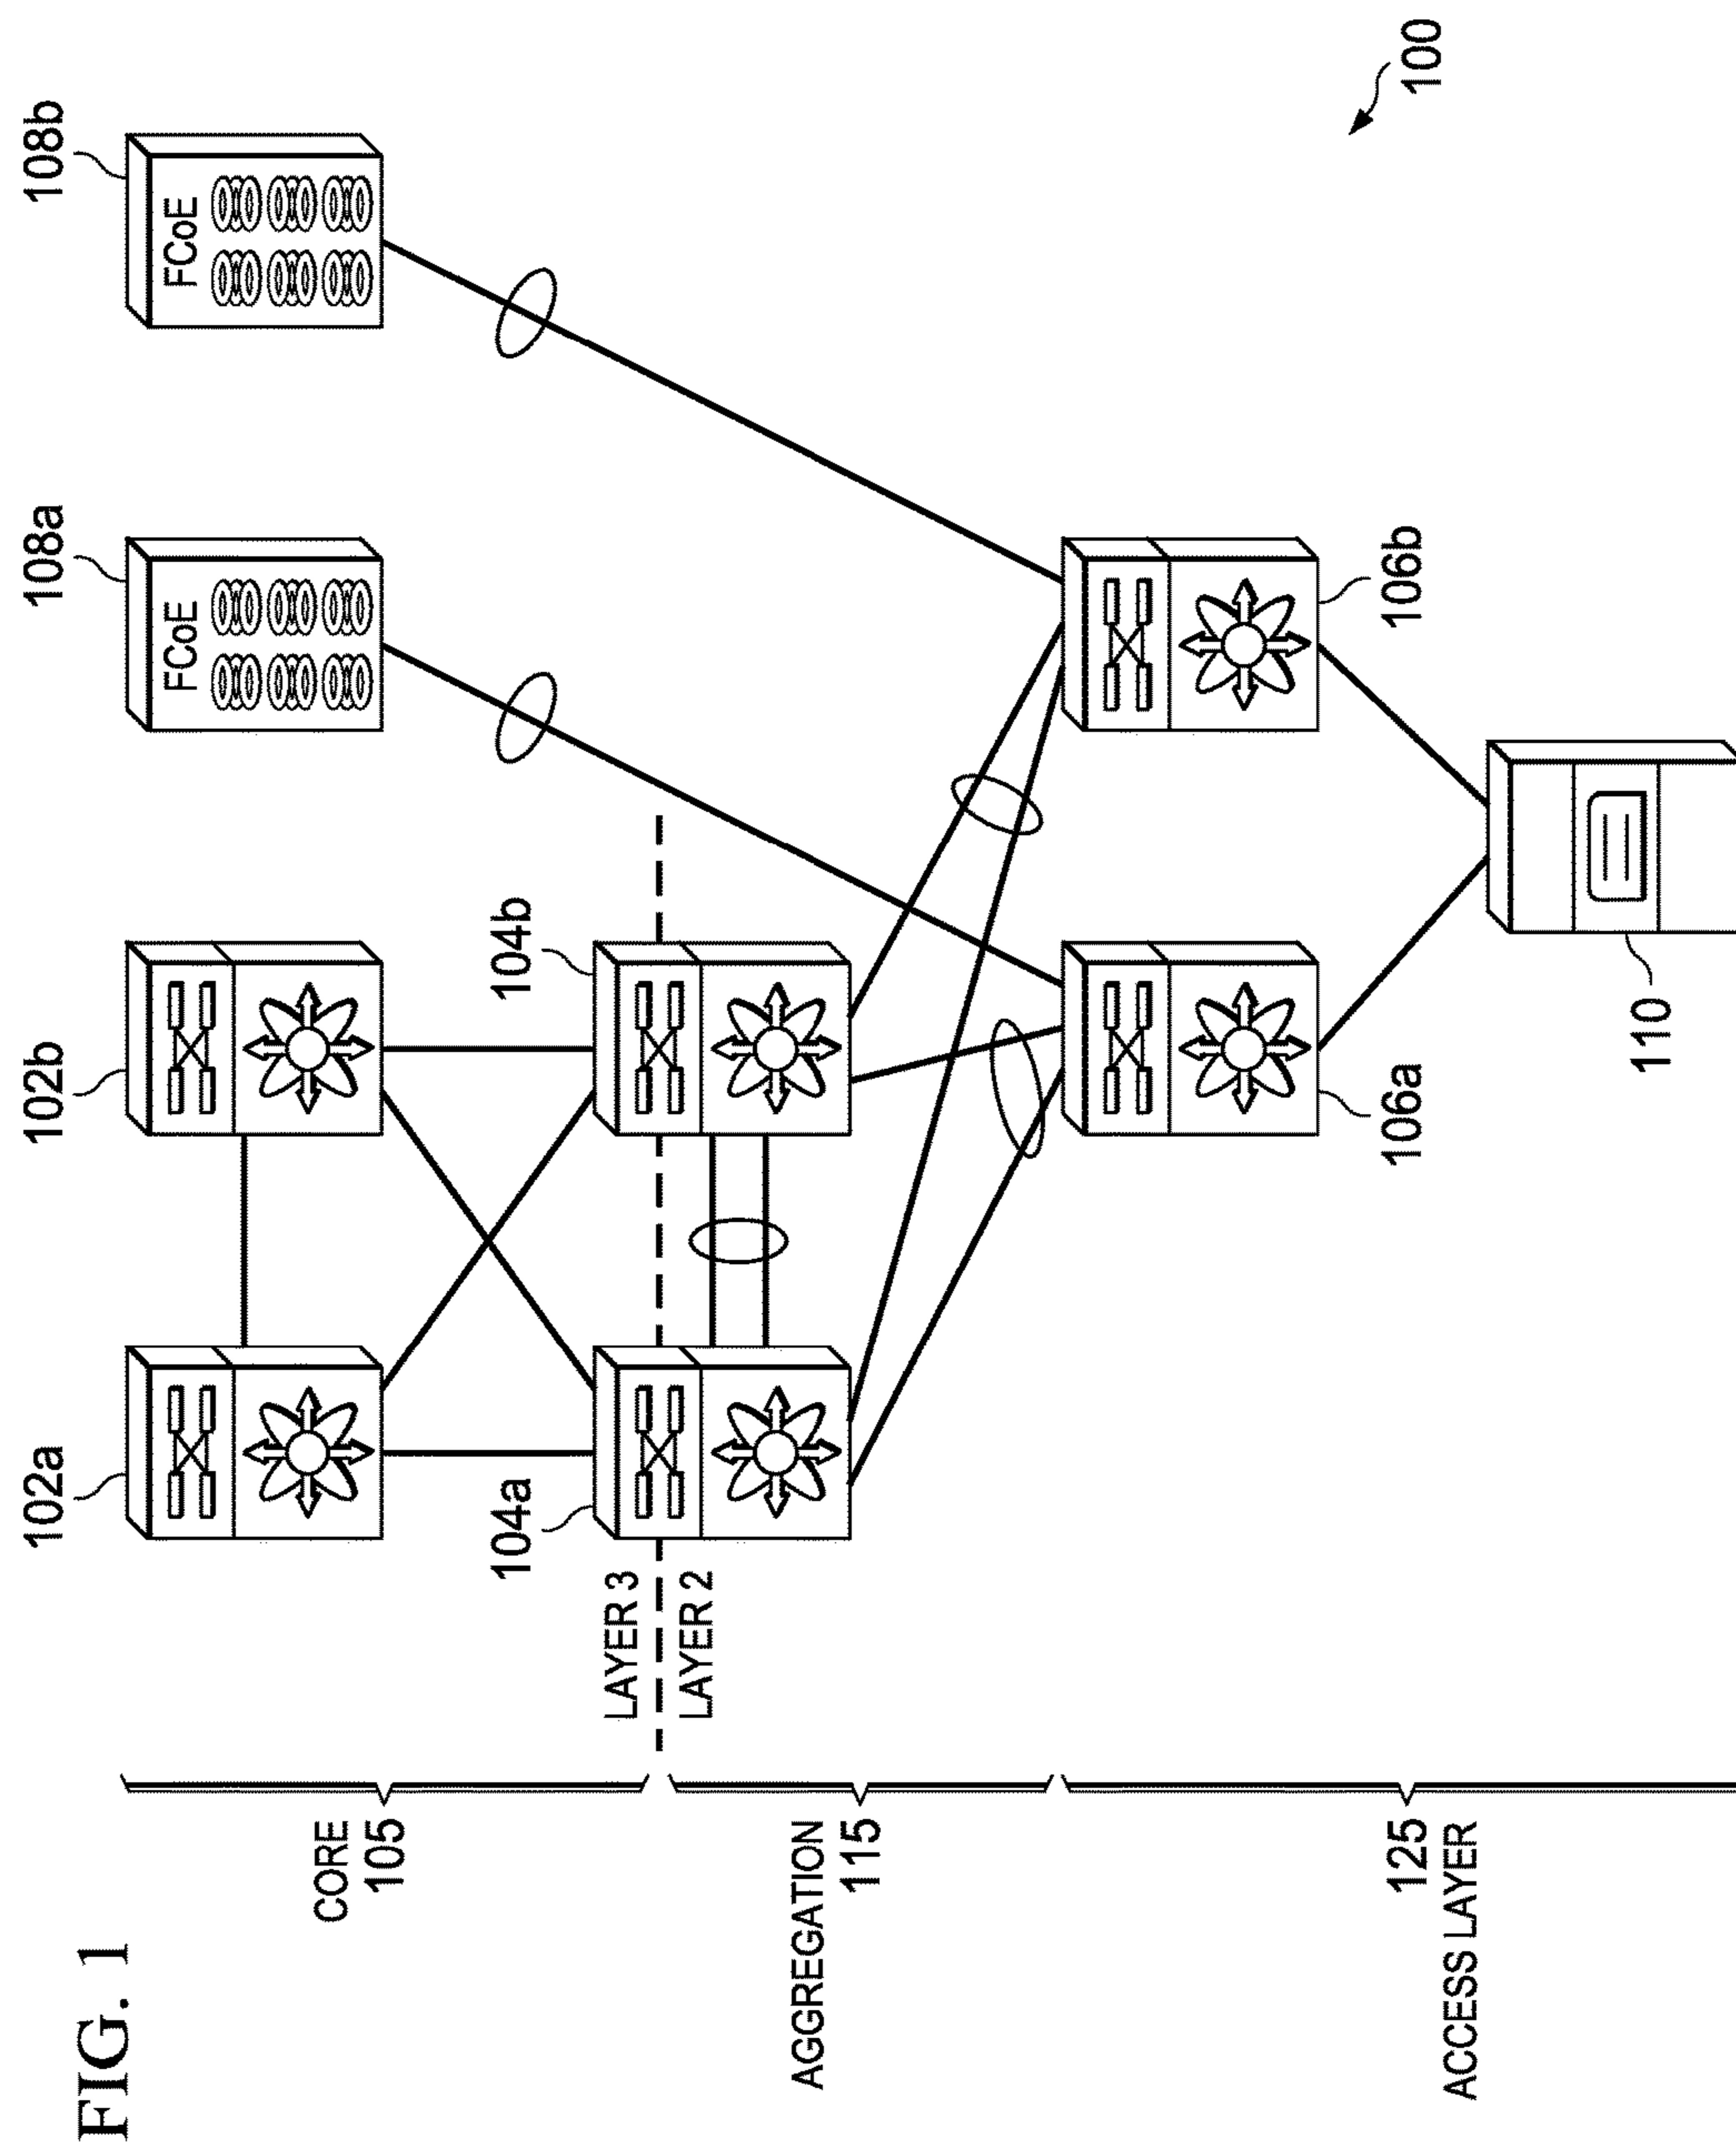 FIG. 1
102a
102b
108a
108b
FCoE
FCoE
CORE
105
104a
104b
LAYER 3
LAYER 2
AGGREGATION
115
106a
106b
125
ACCESS LAYER
110
100